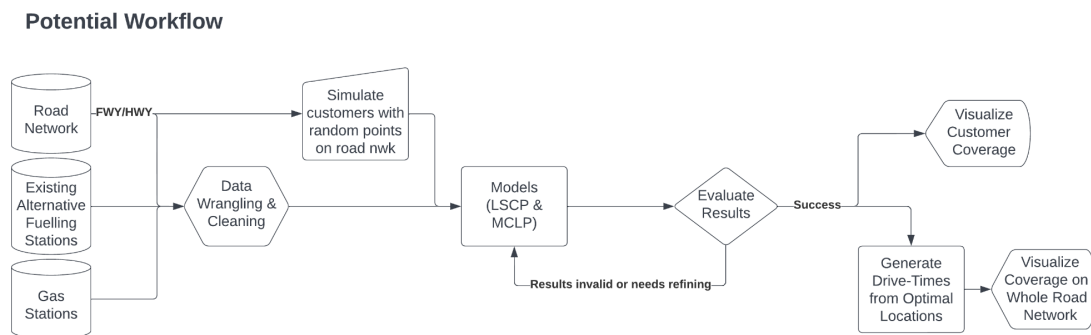 Potential Workflow
Road
Network
FWY/HWY
Simulate
customers with
random points
on road nwk
Existing
Alternative
Fuelling
Stations
Data
Wrangling &
Cleaning
Gas
Stations
Models
(LSCP &
MCLP)
Evaluate
Results
Results invalid or needs refining
Success
Visualize
Customer
Coverage
Generate
Drive-Times
from Optimal
Locations
Visualize
Coverage on
Whole Road
Network